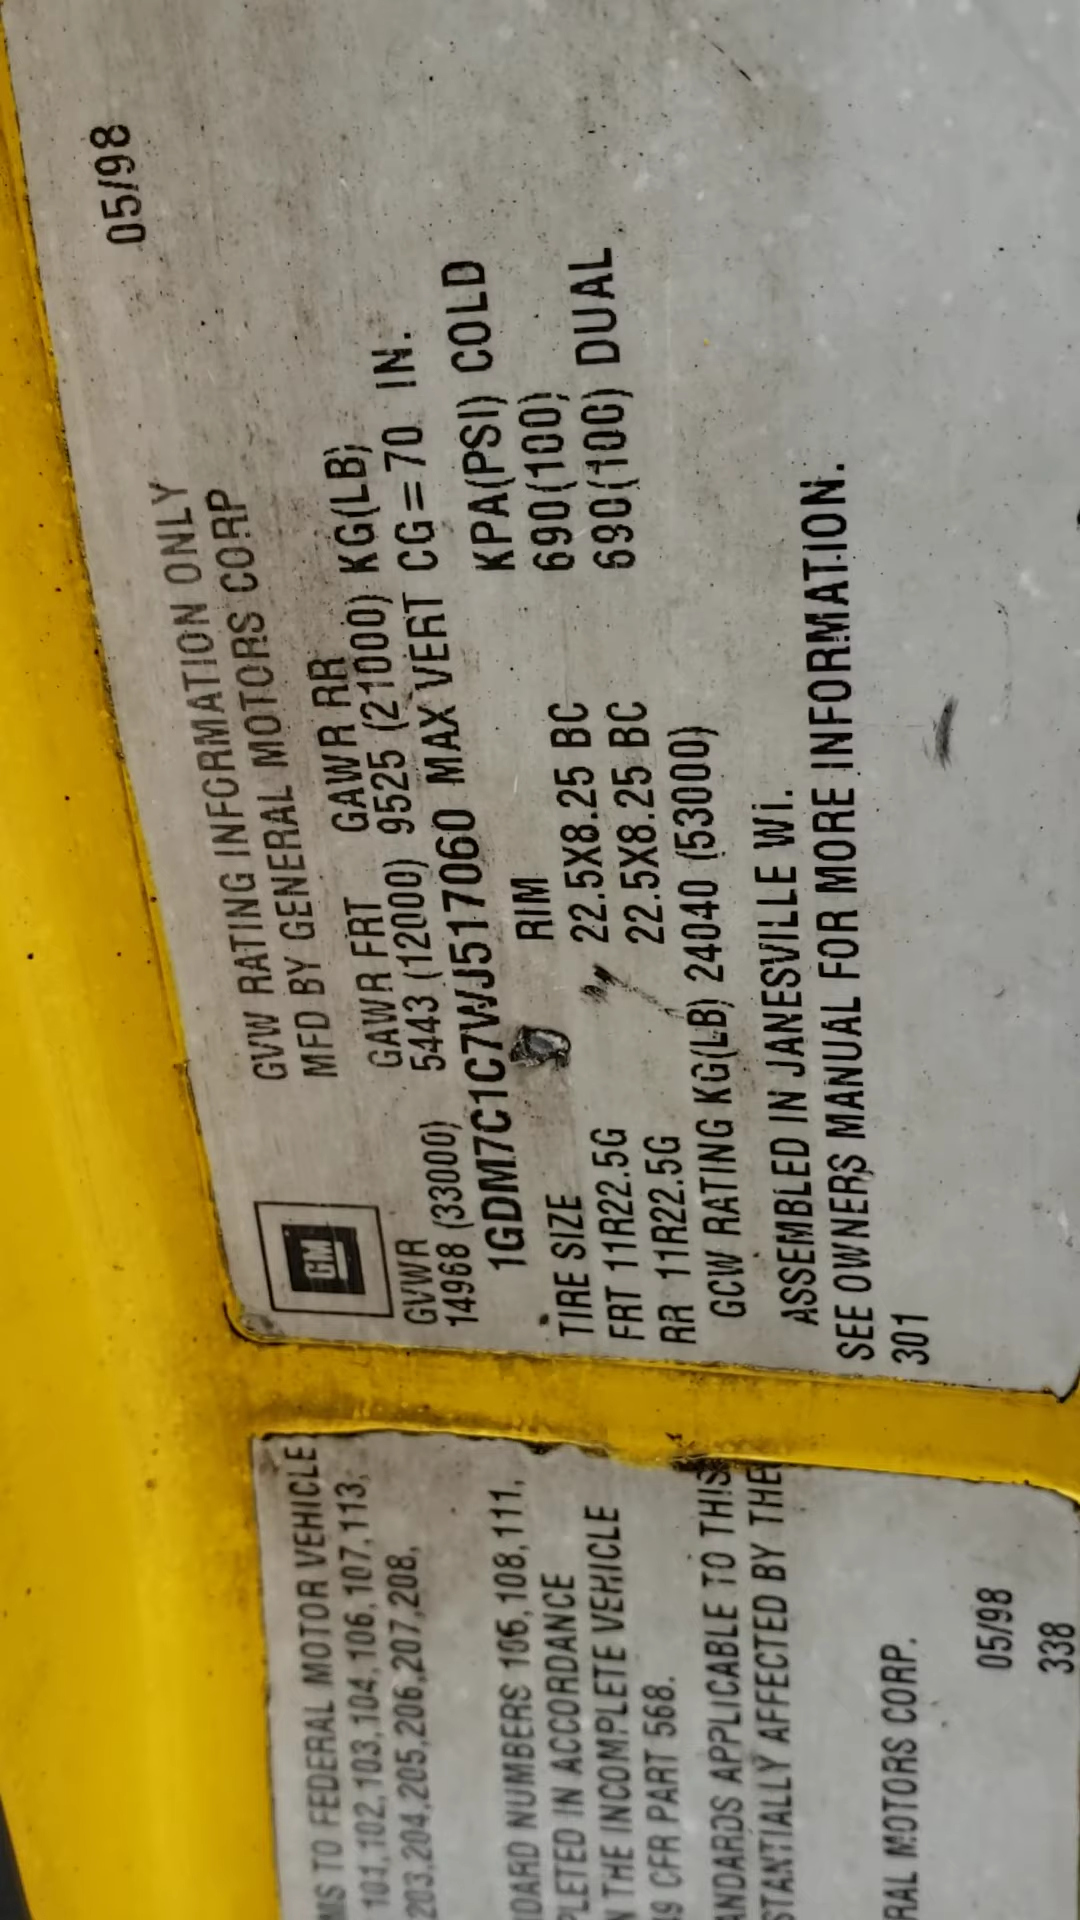 05/98
GVW RATING INFORMATION ONLY
MFD BY GENERAL MOTORS CORP
GM
GVWR GAWR FRT GAWR RR
14968 (33000) 5443 (12000) 9525 (21000) KG(LB)
1GDM7C1C7WJ517060 MAX VERT CG=70 IN.
TIRE SIZE RIM KPA(PSI) COLD
FRT 11R22.5G 22.5X8.25 BC 690(100)
RR 11R22.5G 22.5X8.25 BC 690(100) DUAL
GCW RATING KG(LB) 24040 (53000)
ASSEMBLED IN JANESVILLE Wi.
SEE OWNERS MANUAL FOR MORE INFORMATION.
301
MS TO FEDERAL MOTOR VEHICLE
101,102,103,104,106,107,113,
203,204,205,206,207,208,
DARD NUMBERS 105,108,111,
PLETED IN ACCORDANCE
N THE INCOMPLETE VEHICLE
49 CFR PART 568.
ANDARDS APPLICABLE TO THIS
STANTIALLY AFFECTED BY THE
RAL MOTORS CORP.
05/98
338